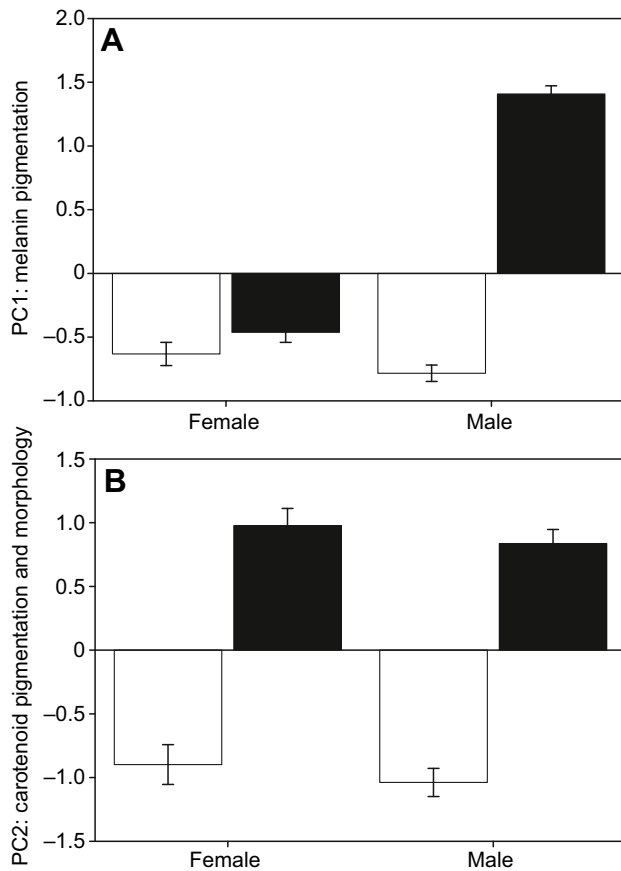 A
PC1: melanin pigmentation
2.0
1.5
1.0
0.5
0
–0.5
–1.0
Female Male
B
PC2: carotenoid pigmentation and morphology
1.5
1.0
0.5
0
–0.5
–1.0
–1.5
Female Male